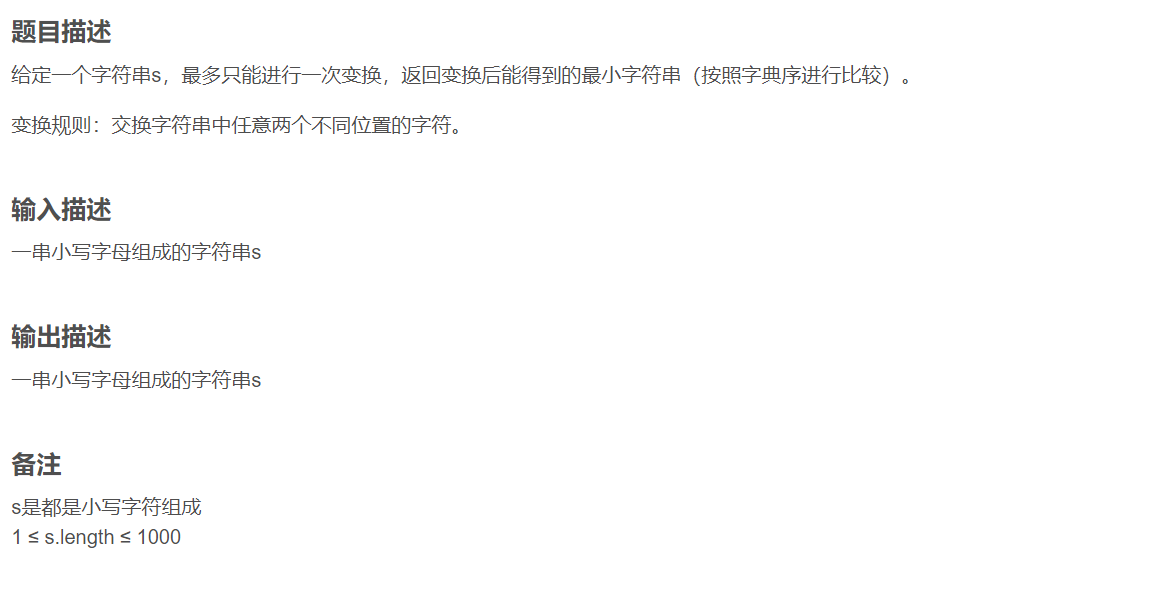 题目描述
给定一个字符串s，最多只能进行一次变换，返回变换后能得到的最小字符串（按照字典序进行比较）。
变换规则：交换字符串中任意两个不同位置的字符。
输入描述
一串小写字母组成的字符串s
输出描述
一串小写字母组成的字符串s
备注
s是都是小写字符组成
1 ≤ s.length ≤ 1000